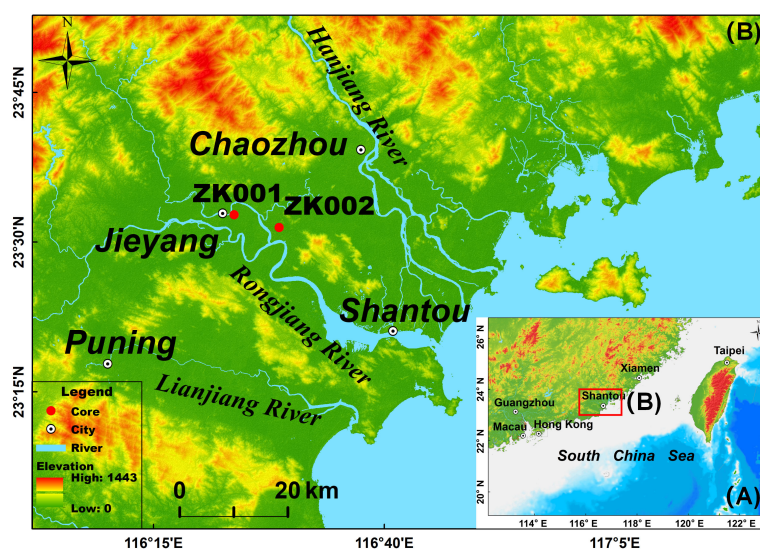 N
(B)
23°45'N
Hanjiang River
Chaozhou
ZK001
ZK002
23°30'N
Jieyang
Rongjiang River
Shantou
Puning
23°15'N
Lianjiang River
Legend
Core
City
River
Elevation
High: 1443
Low: 0
0 20 km
116°15'E 116°40'E 117°5'E
26° N
24° N
22° N
20° N
Taipei
Xiamen
Shantou
(B)
Guangzhou
Macau
Hong Kong
South China Sea
(A)
114° E 116° E 118° E 120° E 122° E